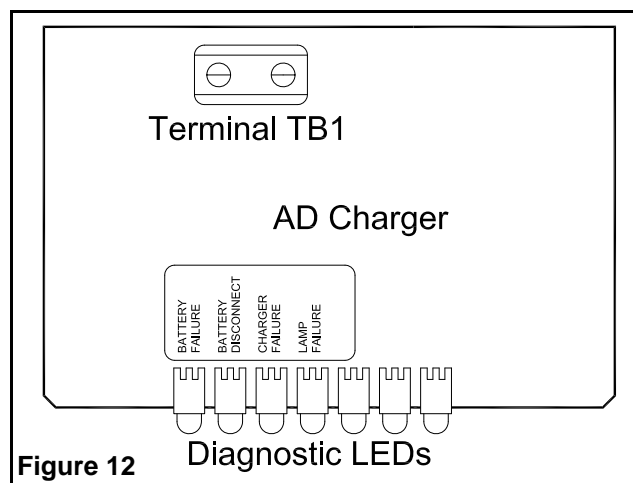 Terminal TB1
AD Charger
BATTERY
FAILURE
BATTERY
DISCONNECT
CHARGER
FAILURE
LAMP
FAILURE
Diagnostic LEDs
Figure 12